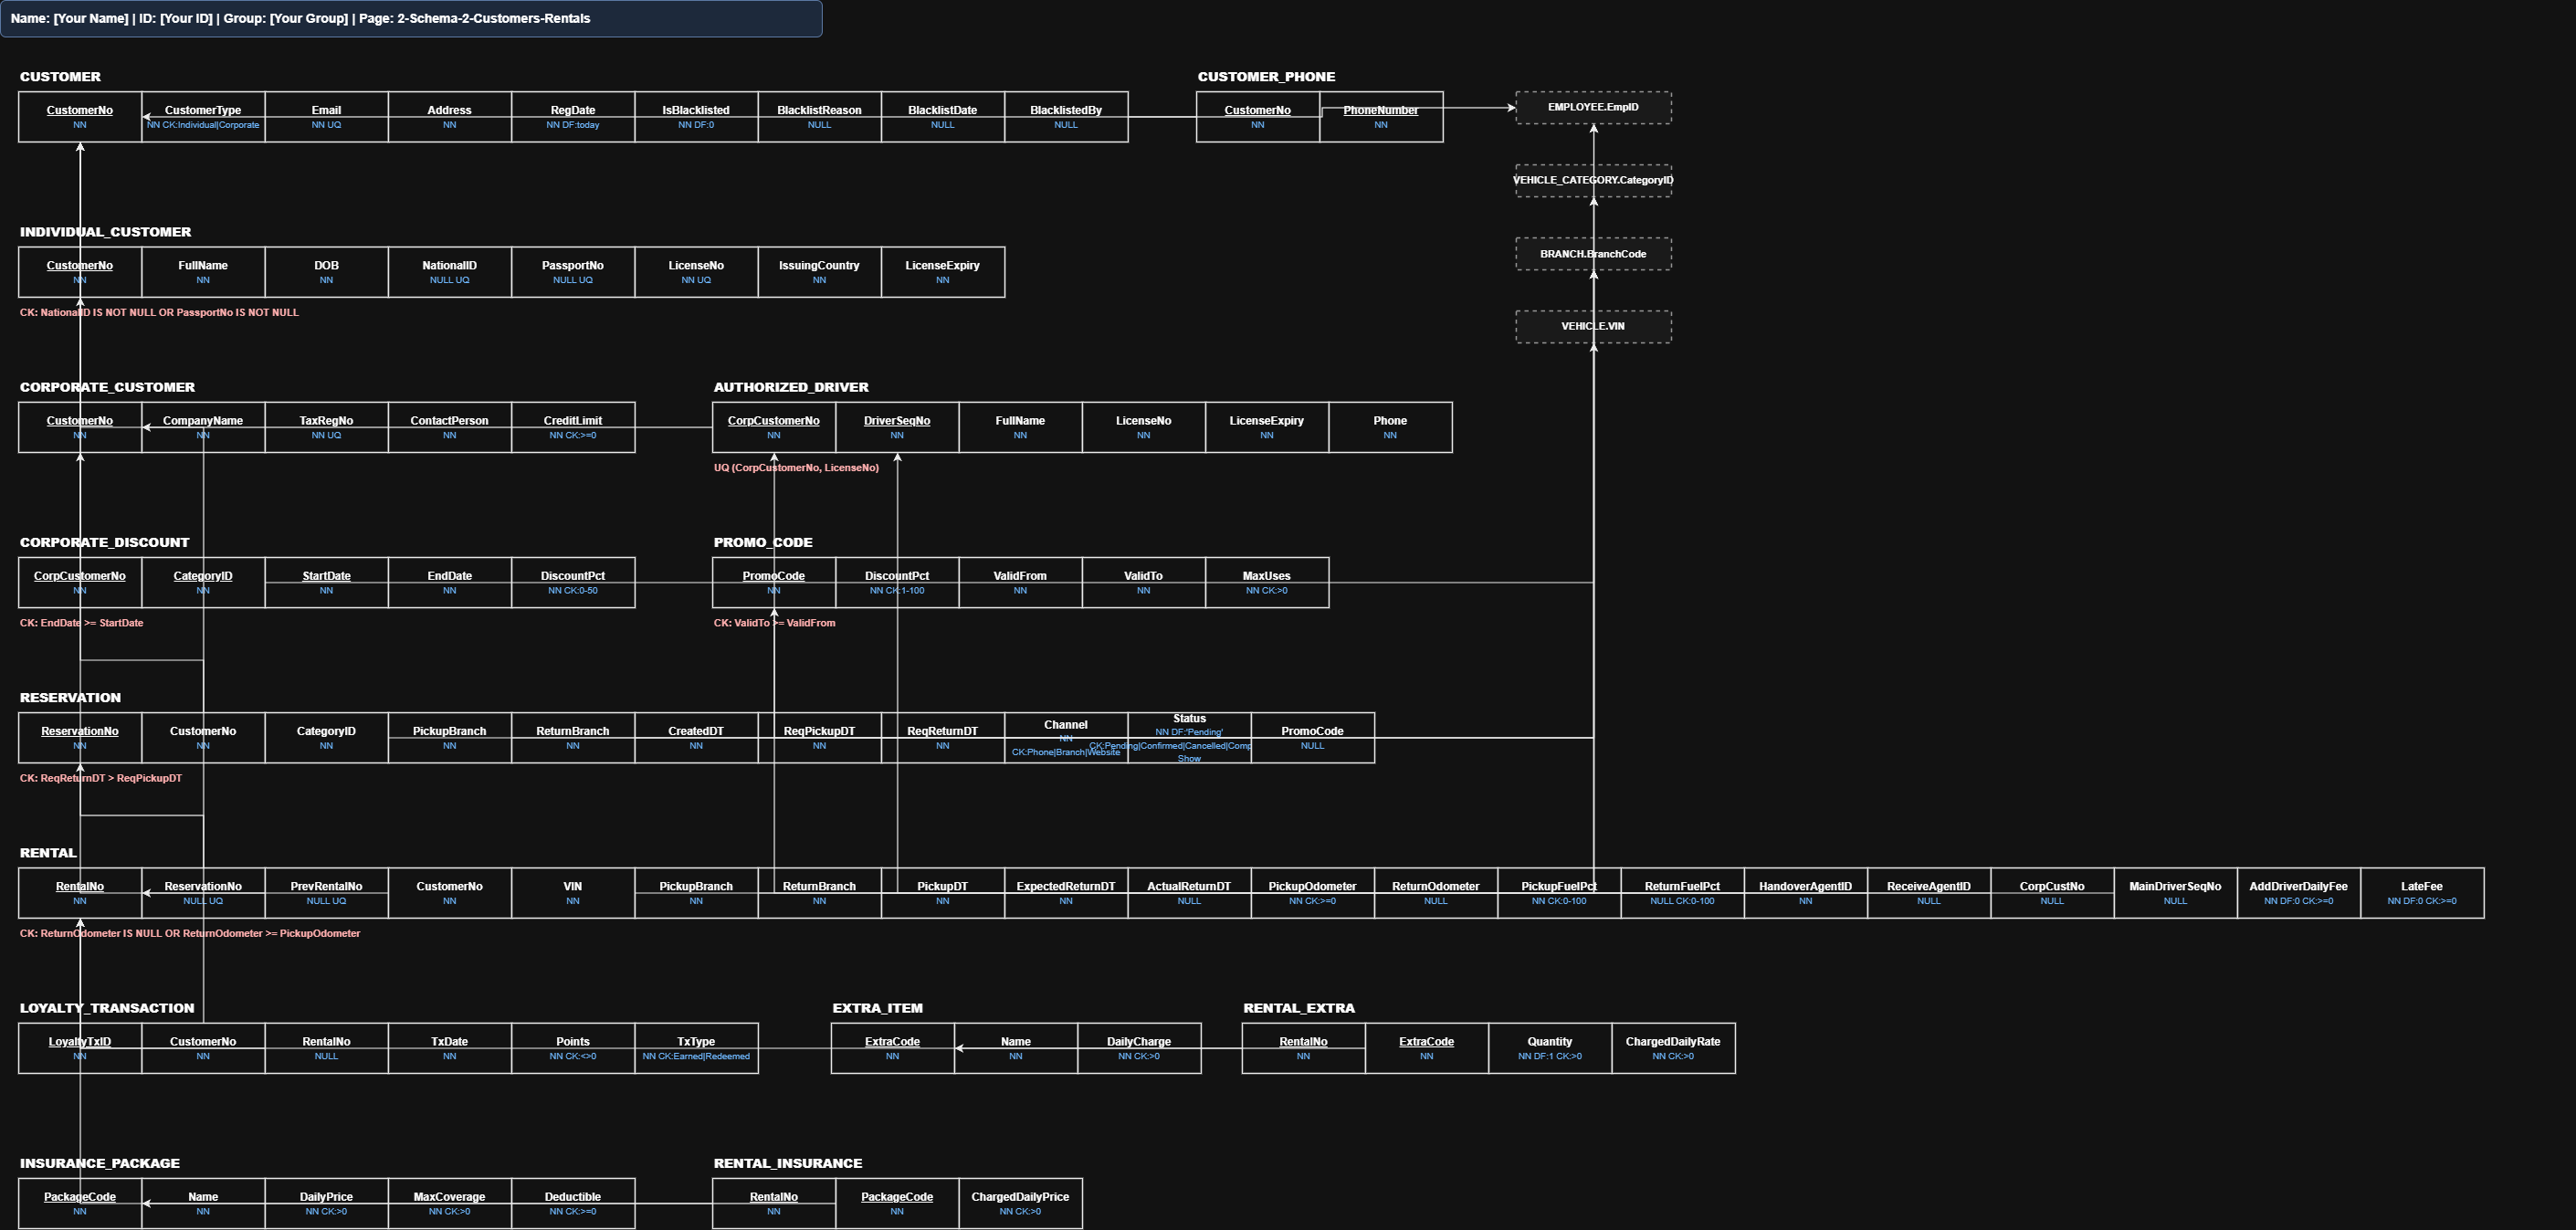 Name: [Your Name] | ID: [Your ID] | Group: [Your Group] | Page: 2-Schema-2-Customers-Rentals
CUSTOMER
CustomerNo CustomerType Email Address RegDate IsBlacklisted BlacklistReason BlacklistDate BlacklistedBy
NN NN CK:Individual|Corporate NN UQ NN NN DF:today NN DF:0 NULL NULL NULL
CUSTOMER_PHONE
CustomerNo PhoneNumber
NN NN
EMPLOYEE.EmpID
VEHICLE_CATEGORY.CategoryID
BRANCH.BranchCode
VEHICLE.VIN
INDIVIDUAL_CUSTOMER
CustomerNo FullName DOB NationalID PassportNo LicenseNo IssuingCountry LicenseExpiry
NN NN NN NULL UQ NULL UQ NN UQ NN NN
CK: NationalID IS NOT NULL OR PassportNo IS NOT NULL
CORPORATE_CUSTOMER
CustomerNo CompanyName TaxRegNo ContactPerson CreditLimit
NN NN NN UQ NN NN CK:>=0
AUTHORIZED_DRIVER
CorpCustomerNo DriverSeqNo FullName LicenseNo LicenseExpiry Phone
NN NN NN NN NN NN
UQ (CorpCustomerNo, LicenseNo)
CORPORATE_DISCOUNT
CorpCustomerNo CategoryID StartDate EndDate DiscountPct
NN NN NN NN NN CK:0-50
CK: EndDate >= StartDate
PROMO_CODE
PromoCode DiscountPct ValidFrom ValidTo MaxUses
NN NN CK:1-100 NN NN NN CK:>0
CK: ValidTo >= ValidFrom
RESERVATION
ReservationNo CustomerNo CategoryID PickupBranch ReturnBranch CreatedDT ReqPickupDT ReqReturnDT Channel Status PromoCode
NN NN NN NN NN NN NN NN NN NN DF:'Pending' NULL
CK:Phone|Branch|Website CK:Pending|Confirmed|Cancelled|Comp
Show
CK: ReqReturnDT > ReqPickupDT
RENTAL
RentalNo ReservationNo PrevRentalNo CustomerNo VIN PickupBranch ReturnBranch PickupDT ExpectedReturnDT ActualReturnDT PickupOdometer ReturnOdometer PickupFuelPct ReturnFuelPct HandoverAgentID ReceiveAgentID CorpCustNo MainDriverSeqNo AddDriverDailyFee LateFee
NN NULL UQ NULL UQ NN NN NN NN NN NN NULL NN CK:>=0 NULL NN CK:0-100 NULL CK:0-100 NN NULL NULL NULL NN DF:0 CK:>=0 NN DF:0 CK:>=0
CK: ReturnOdometer IS NULL OR ReturnOdometer >= PickupOdometer
LOYALTY_TRANSACTION
LoyaltyTxID CustomerNo RentalNo TxDate Points TxType
NN NN NULL NN NN CK:<>0 NN CK:Earned|Redeemed
EXTRA_ITEM
ExtraCode Name DailyCharge
NN NN NN CK:>0
RENTAL_EXTRA
RentalNo ExtraCode Quantity ChargedDailyRate
NN NN NN DF:1 CK:>0 NN CK:>0
INSURANCE_PACKAGE
PackageCode Name DailyPrice MaxCoverage Deductible
NN NN NN CK:>0 NN CK:>0 NN CK:>=0
RENTAL_INSURANCE
RentalNo PackageCode ChargedDailyPrice
NN NN NN CK:>0